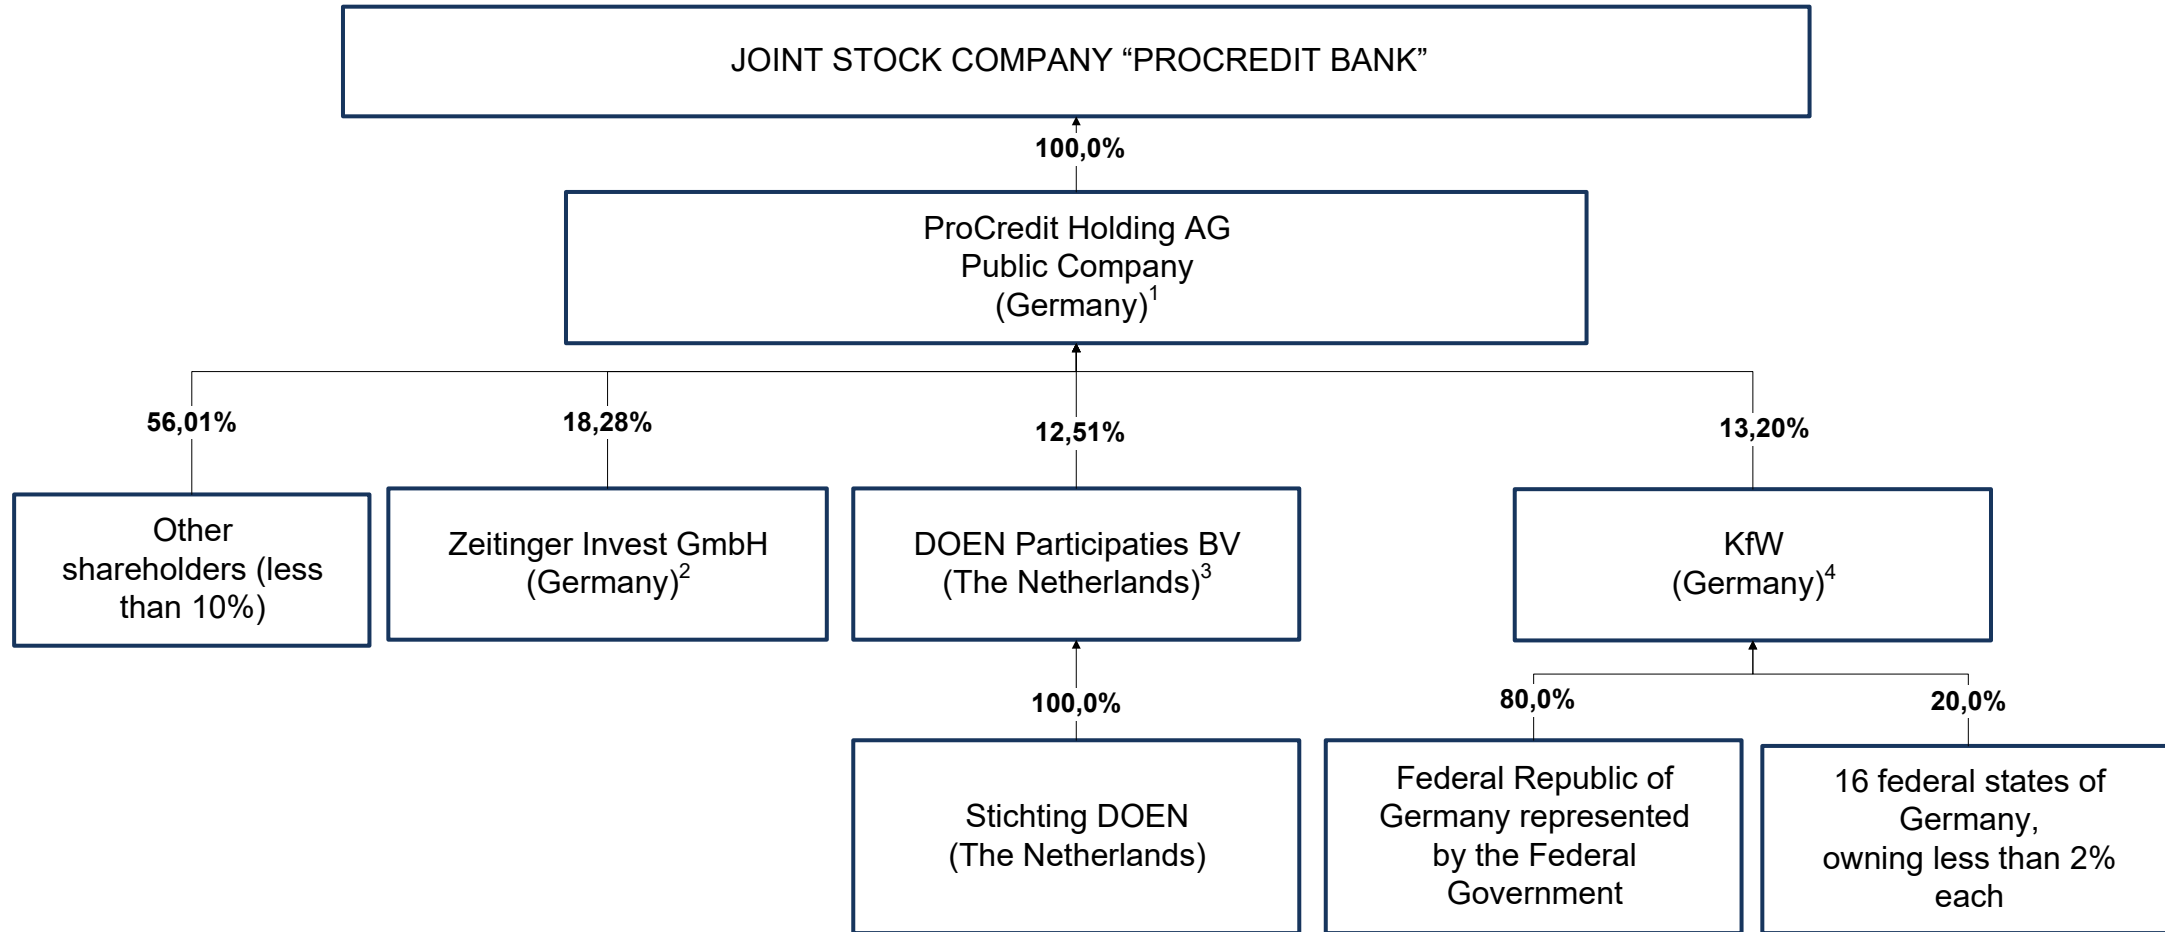 JOINT STOCK COMPANY “PROCREDIT BANK”
100,0%
ProCredit Holding AG
Public Company
(Germany)1
56,01%
18,28%
12,51%
13,20%
Other
shareholders (less
than 10%)
Zeitinger Invest GmbH
(Germany)2
DOEN Participaties BV
(The Netherlands)3
KfW
(Germany)4
100,0%
80,0%
20,0%
Stichting DOEN
(The Netherlands)
Federal Republic of
Germany represented
by the Federal
Government
16 federal states of
Germany,
owning less than 2%
each